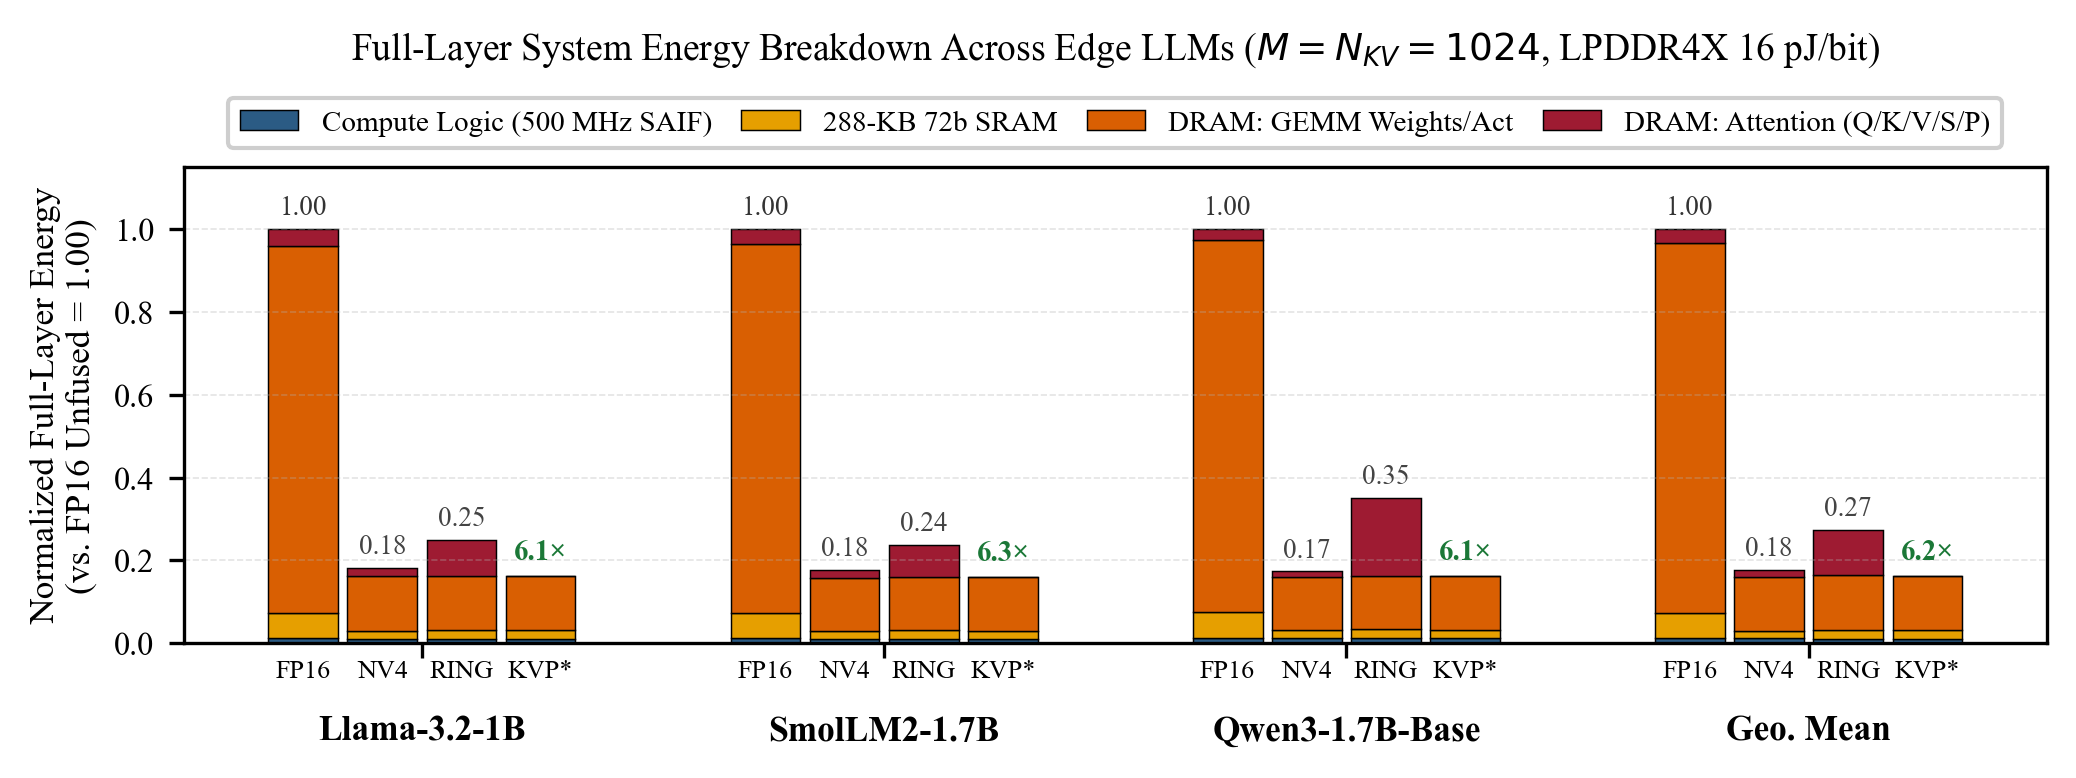 Full-Layer System Energy Breakdown Across Edge LLMs (M = N_KV = 1024, LPDDR4X 16 pJ/bit)
Compute Logic (500 MHz SAIF)
288-KB 72b SRAM
DRAM: GEMM Weights/Act
DRAM: Attention (Q/K/V/S/P)
Normalized Full-Layer Energy
(vs. FP16 Unfused = 1.00)
1.0
0.8
0.6
0.4
0.2
0.0
1.00
0.18
0.25
6.1×
1.00
0.18
0.24
6.3×
1.00
0.17
0.35
6.1×
1.00
0.18
0.27
6.2×
FP16 NV4 RING KVP*
FP16 NV4 RING KVP*
FP16 NV4 RING KVP*
FP16 NV4 RING KVP*
Llama-3.2-1B
SmolLM2-1.7B
Qwen3-1.7B-Base
Geo. Mean